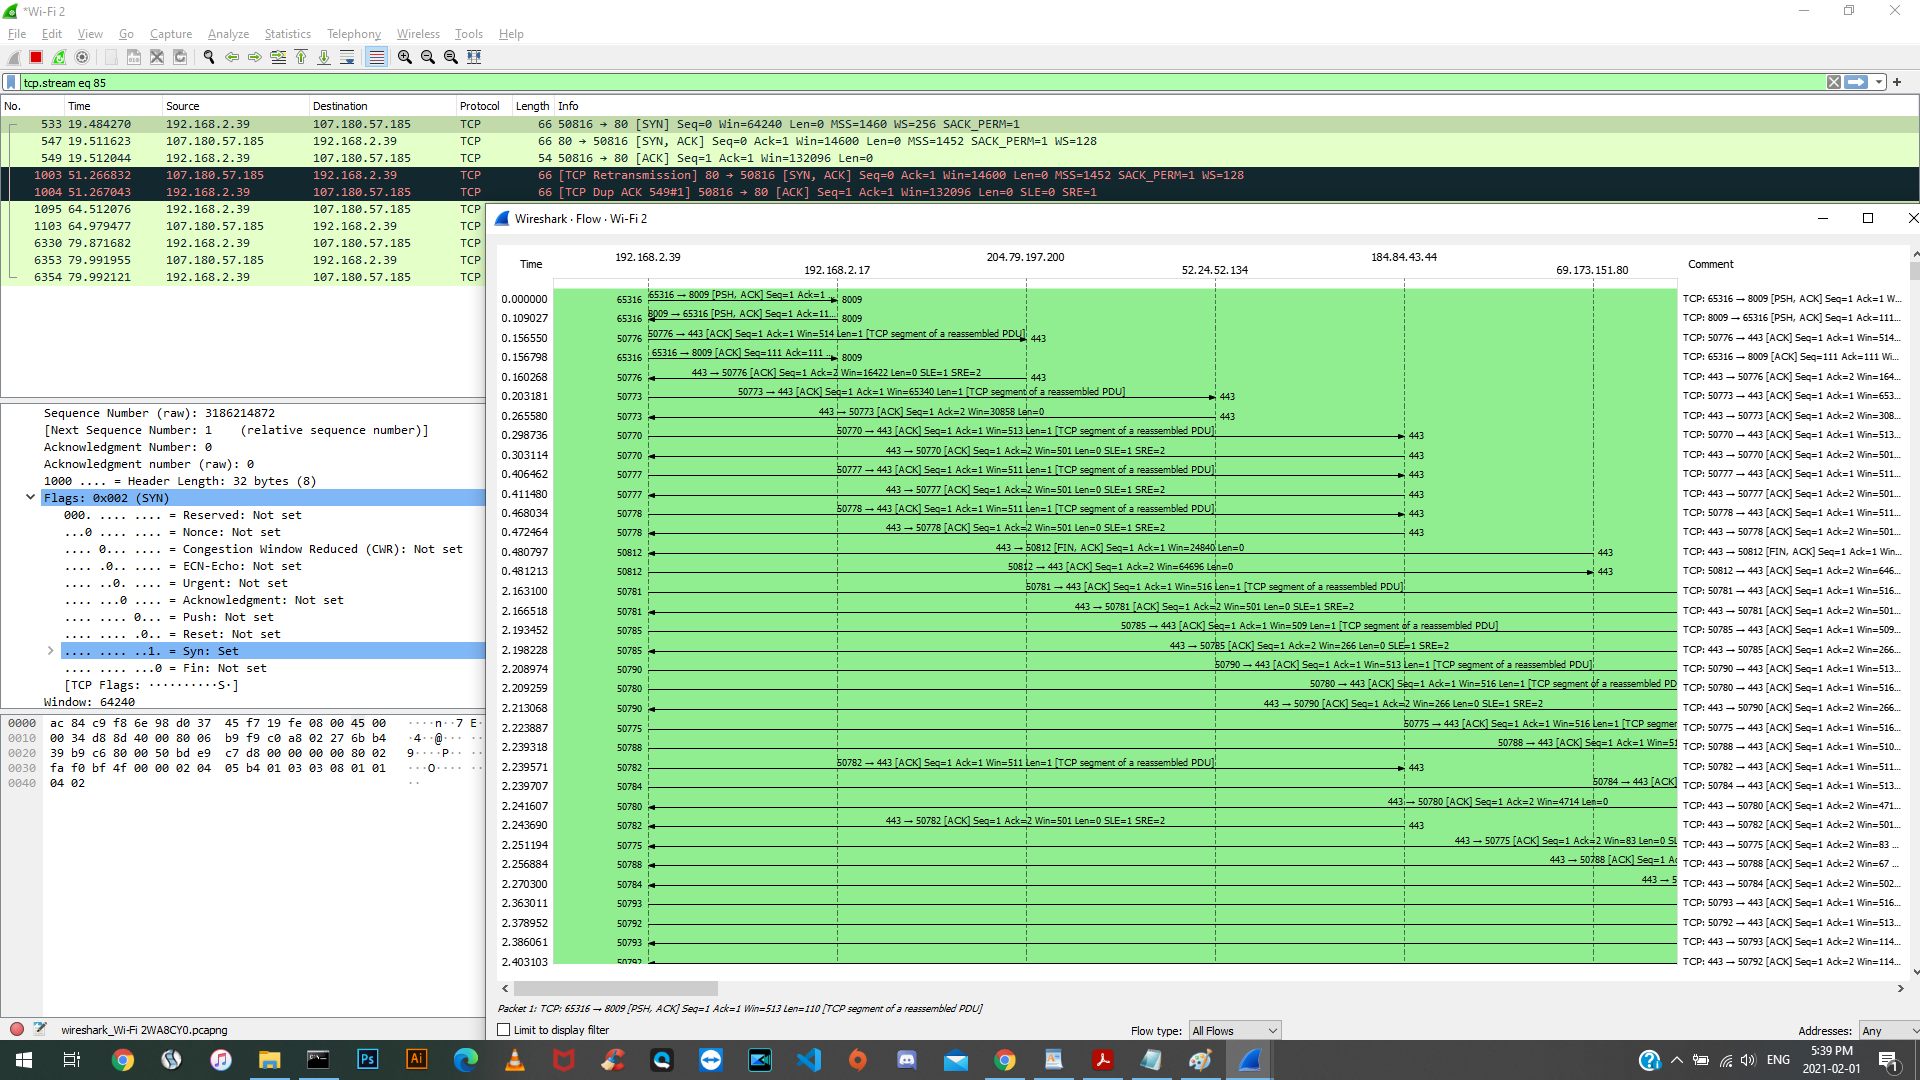 *Wi-Fi 2
File Edit View Go Capture Analyze Statistics Telephony Wireless Tools Help
tcp.stream eq 85
No. Time Source Destination Protocol Length Info
533 19.484270 192.168.2.39 107.180.57.185 TCP 66 50816 → 80 [SYN] Seq=0 Win=64240 Len=0 MSS=1460 WS=256 SACK_PERM=1
547 19.511623 107.180.57.185 192.168.2.39 TCP 66 80 → 50816 [SYN, ACK] Seq=0 Ack=1 Win=14600 Len=0 MSS=1452 SACK_PERM=1 WS=128
549 19.512044 192.168.2.39 107.180.57.185 TCP 54 50816 → 80 [ACK] Seq=1 Ack=1 Win=132096 Len=0
1003 51.266832 107.180.57.185 192.168.2.39 TCP 66 [TCP Retransmission] 80 → 50816 [SYN, ACK] Seq=0 Ack=1 Win=14600 Len=0 MSS=1452 SACK_PERM=1 WS=128
1004 51.267043 192.168.2.39 107.180.57.185 TCP 66 [TCP Dup ACK 549#1] 50816 → 80 [ACK] Seq=1 Ack=1 Win=132096 Len=0 SLE=0 SRE=1
1095 64.512076 192.168.2.39 107.180.57.185 TCP
1103 64.979477 107.180.57.185 192.168.2.39 TCP
6330 79.871682 192.168.2.39 107.180.57.185 TCP
6353 79.991955 107.180.57.185 192.168.2.39 TCP
6354 79.992121 192.168.2.39 107.180.57.185 TCP
Sequence Number (raw): 3186214872
[Next Sequence Number: 1 (relative sequence number)]
Acknowledgment Number: 0
Acknowledgment number (raw): 0
1000 .... = Header Length: 32 bytes (8)
Flags: 0x002 (SYN)
000. .... .... = Reserved: Not set
...0 .... .... = Nonce: Not set
.... 0... .... = Congestion Window Reduced (CWR): Not set
.... .0.. .... = ECN-Echo: Not set
.... ..0. .... = Urgent: Not set
.... ...0 .... = Acknowledgment: Not set
.... .... 0... = Push: Not set
.... .... .0.. = Reset: Not set
.... .... ..1. = Syn: Set
.... .... ...0 = Fin: Not set
[TCP Flags: ··········S·]
Window: 64240
0000 ac 84 c9 f8 6e 98 d0 37 45 f7 19 fe 08 00 45 00 ····n··7 E·
0010 00 34 d8 8d 40 00 80 06 b9 f9 c0 a8 02 27 6b b4 ·4··@··· ··
0020 39 b9 c6 80 00 50 bd e9 c7 d8 00 00 00 00 80 02 9····P·· ··
0030 fa f0 bf 4f 00 00 02 04 05 b4 01 03 03 08 01 01 ···O···· ··
0040 04 02 ··
Wireshark · Flow · Wi-Fi 2
Time 192.168.2.39 192.168.2.17 204.79.197.200 52.24.52.134 184.84.43.44 69.173.151.80 Comment
0.000000 65316 65316 → 8009 [PSH, ACK] Seq=1 Ack=1 ... 8009 TCP: 65316 → 8009 [PSH, ACK] Seq=1 Ack=1 W...
0.109027 65316 8009 → 65316 [PSH, ACK] Seq=1 Ack=11... 8009 TCP: 8009 → 65316 [PSH, ACK] Seq=1 Ack=111...
0.156550 50776 50776 → 443 [ACK] Seq=1 Ack=1 Win=514 Len=1 [TCP segment of a reassembled PDU] 443 TCP: 50776 → 443 [ACK] Seq=1 Ack=1 Win=514...
0.156798 65316 65316 → 8009 [ACK] Seq=111 Ack=111 ... 8009 TCP: 65316 → 8009 [ACK] Seq=111 Ack=111 Wi...
0.160268 50776 443 → 50776 [ACK] Seq=1 Ack=2 Win=16422 Len=0 SLE=1 SRE=2 443 TCP: 443 → 50776 [ACK] Seq=1 Ack=2 Win=164...
0.203181 50773 50773 → 443 [ACK] Seq=1 Ack=1 Win=65340 Len=1 [TCP segment of a reassembled PDU] 443 TCP: 50773 → 443 [ACK] Seq=1 Ack=1 Win=653...
0.265580 50773 443 → 50773 [ACK] Seq=1 Ack=2 Win=30858 Len=0 443 TCP: 443 → 50773 [ACK] Seq=1 Ack=2 Win=308...
0.298736 50770 50770 → 443 [ACK] Seq=1 Ack=1 Win=513 Len=1 [TCP segment of a reassembled PDU] 443 TCP: 50770 → 443 [ACK] Seq=1 Ack=1 Win=513...
0.303114 50770 443 → 50770 [ACK] Seq=1 Ack=2 Win=501 Len=0 SLE=1 SRE=2 443 TCP: 443 → 50770 [ACK] Seq=1 Ack=2 Win=501...
0.406462 50777 50777 → 443 [ACK] Seq=1 Ack=1 Win=511 Len=1 [TCP segment of a reassembled PDU] 443 TCP: 50777 → 443 [ACK] Seq=1 Ack=1 Win=511...
0.411480 50777 443 → 50777 [ACK] Seq=1 Ack=2 Win=501 Len=0 SLE=1 SRE=2 443 TCP: 443 → 50777 [ACK] Seq=1 Ack=2 Win=501...
0.468034 50778 50778 → 443 [ACK] Seq=1 Ack=1 Win=511 Len=1 [TCP segment of a reassembled PDU] 443 TCP: 50778 → 443 [ACK] Seq=1 Ack=1 Win=511...
0.472464 50778 443 → 50778 [ACK] Seq=1 Ack=2 Win=501 Len=0 SLE=1 SRE=2 443 TCP: 443 → 50778 [ACK] Seq=1 Ack=2 Win=501...
0.480797 50812 443 → 50812 [FIN, ACK] Seq=1 Ack=1 Win=24840 Len=0 443 TCP: 443 → 50812 [FIN, ACK] Seq=1 Ack=1 Win...
0.481213 50812 50812 → 443 [ACK] Seq=1 Ack=2 Win=64696 Len=0 443 TCP: 50812 → 443 [ACK] Seq=1 Ack=2 Win=646...
2.163100 50781 50781 → 443 [ACK] Seq=1 Ack=1 Win=516 Len=1 [TCP segment of a reassembled PDU] TCP: 50781 → 443 [ACK] Seq=1 Ack=1 Win=516...
2.166518 50781 443 → 50781 [ACK] Seq=1 Ack=2 Win=501 Len=0 SLE=1 SRE=2 TCP: 443 → 50781 [ACK] Seq=1 Ack=2 Win=501...
2.193452 50785 50785 → 443 [ACK] Seq=1 Ack=1 Win=509 Len=1 [TCP segment of a reassembled PDU] TCP: 50785 → 443 [ACK] Seq=1 Ack=1 Win=509...
2.198228 50785 443 → 50785 [ACK] Seq=1 Ack=2 Win=266 Len=0 SLE=1 SRE=2 TCP: 443 → 50785 [ACK] Seq=1 Ack=2 Win=266...
2.208974 50790 50790 → 443 [ACK] Seq=1 Ack=1 Win=513 Len=1 [TCP segment of a reassembled PDU] TCP: 50790 → 443 [ACK] Seq=1 Ack=1 Win=513...
2.209259 50780 50780 → 443 [ACK] Seq=1 Ack=1 Win=516 Len=1 [TCP segment of a reassembled PD TCP: 50780 → 443 [ACK] Seq=1 Ack=1 Win=516...
2.213068 50790 443 → 50790 [ACK] Seq=1 Ack=2 Win=266 Len=0 SLE=1 SRE=2 TCP: 443 → 50790 [ACK] Seq=1 Ack=2 Win=266...
2.223887 50775 50775 → 443 [ACK] Seq=1 Ack=1 Win=516 Len=1 [TCP segmer TCP: 50775 → 443 [ACK] Seq=1 Ack=1 Win=516...
2.239318 50788 50788 → 443 [ACK] Seq=1 Ack=1 Win=51 TCP: 50788 → 443 [ACK] Seq=1 Ack=1 Win=510...
2.239571 50782 50782 → 443 [ACK] Seq=1 Ack=1 Win=511 Len=1 [TCP segment of a reassembled PDU] 443 TCP: 50782 → 443 [ACK] Seq=1 Ack=1 Win=511...
2.239707 50784 50784 → 443 [ACK] TCP: 50784 → 443 [ACK] Seq=1 Ack=1 Win=513...
2.241607 50780 443 → 50780 [ACK] Seq=1 Ack=2 Win=4714 Len=0 TCP: 443 → 50780 [ACK] Seq=1 Ack=2 Win=471...
2.243690 50782 443 → 50782 [ACK] Seq=1 Ack=2 Win=501 Len=0 SLE=1 SRE=2 443 TCP: 443 → 50782 [ACK] Seq=1 Ack=2 Win=501...
2.251194 50775 443 → 50775 [ACK] Seq=1 Ack=2 Win=83 Len=0 SL TCP: 443 → 50775 [ACK] Seq=1 Ack=2 Win=83 ...
2.256884 50788 443 → 50788 [ACK] Seq=1 Ac TCP: 443 → 50788 [ACK] Seq=1 Ack=2 Win=67 ...
2.270300 50784 443 → 5 TCP: 443 → 50784 [ACK] Seq=1 Ack=2 Win=502...
2.363011 50793 TCP: 50793 → 443 [ACK] Seq=1 Ack=1 Win=516...
2.378952 50792 TCP: 50792 → 443 [ACK] Seq=1 Ack=1 Win=513...
2.386061 50793 TCP: 443 → 50793 [ACK] Seq=1 Ack=2 Win=114...
2.403103 50792 TCP: 443 → 50792 [ACK] Seq=1 Ack=2 Win=114...
Packet 1: TCP: 65316 → 8009 [PSH, ACK] Seq=1 Ack=1 Win=513 Len=110 [TCP segment of a reassembled PDU]
Limit to display filter Flow type: All Flows Addresses: Any
wireshark_Wi-Fi 2WA8CY0.pcapng
Ps Ai ENG 5:39 PM
2021-02-01 1